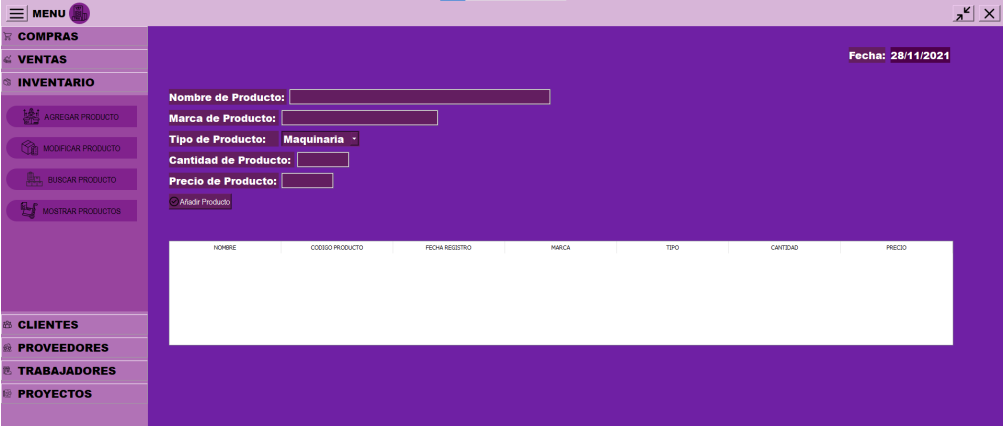 MENU
COMPRAS
VENTAS
INVENTARIO
AGREGAR PRODUCTO
MODIFICAR PRODUCTO
BUSCAR PRODUCTO
MOSTRAR PRODUCTOS
CLIENTES
PROVEEDORES
TRABAJADORES
PROYECTOS
Fecha: 28/11/2021
Nombre de Producto:
Marca de Producto:
Tipo de Producto: Maquinaria
Cantidad de Producto:
Precio de Producto:
Añadir Producto
NOMBRE CODIGO PRODUCTO FECHA REGISTRO MARCA TIPO CANTIDAD PRECIO